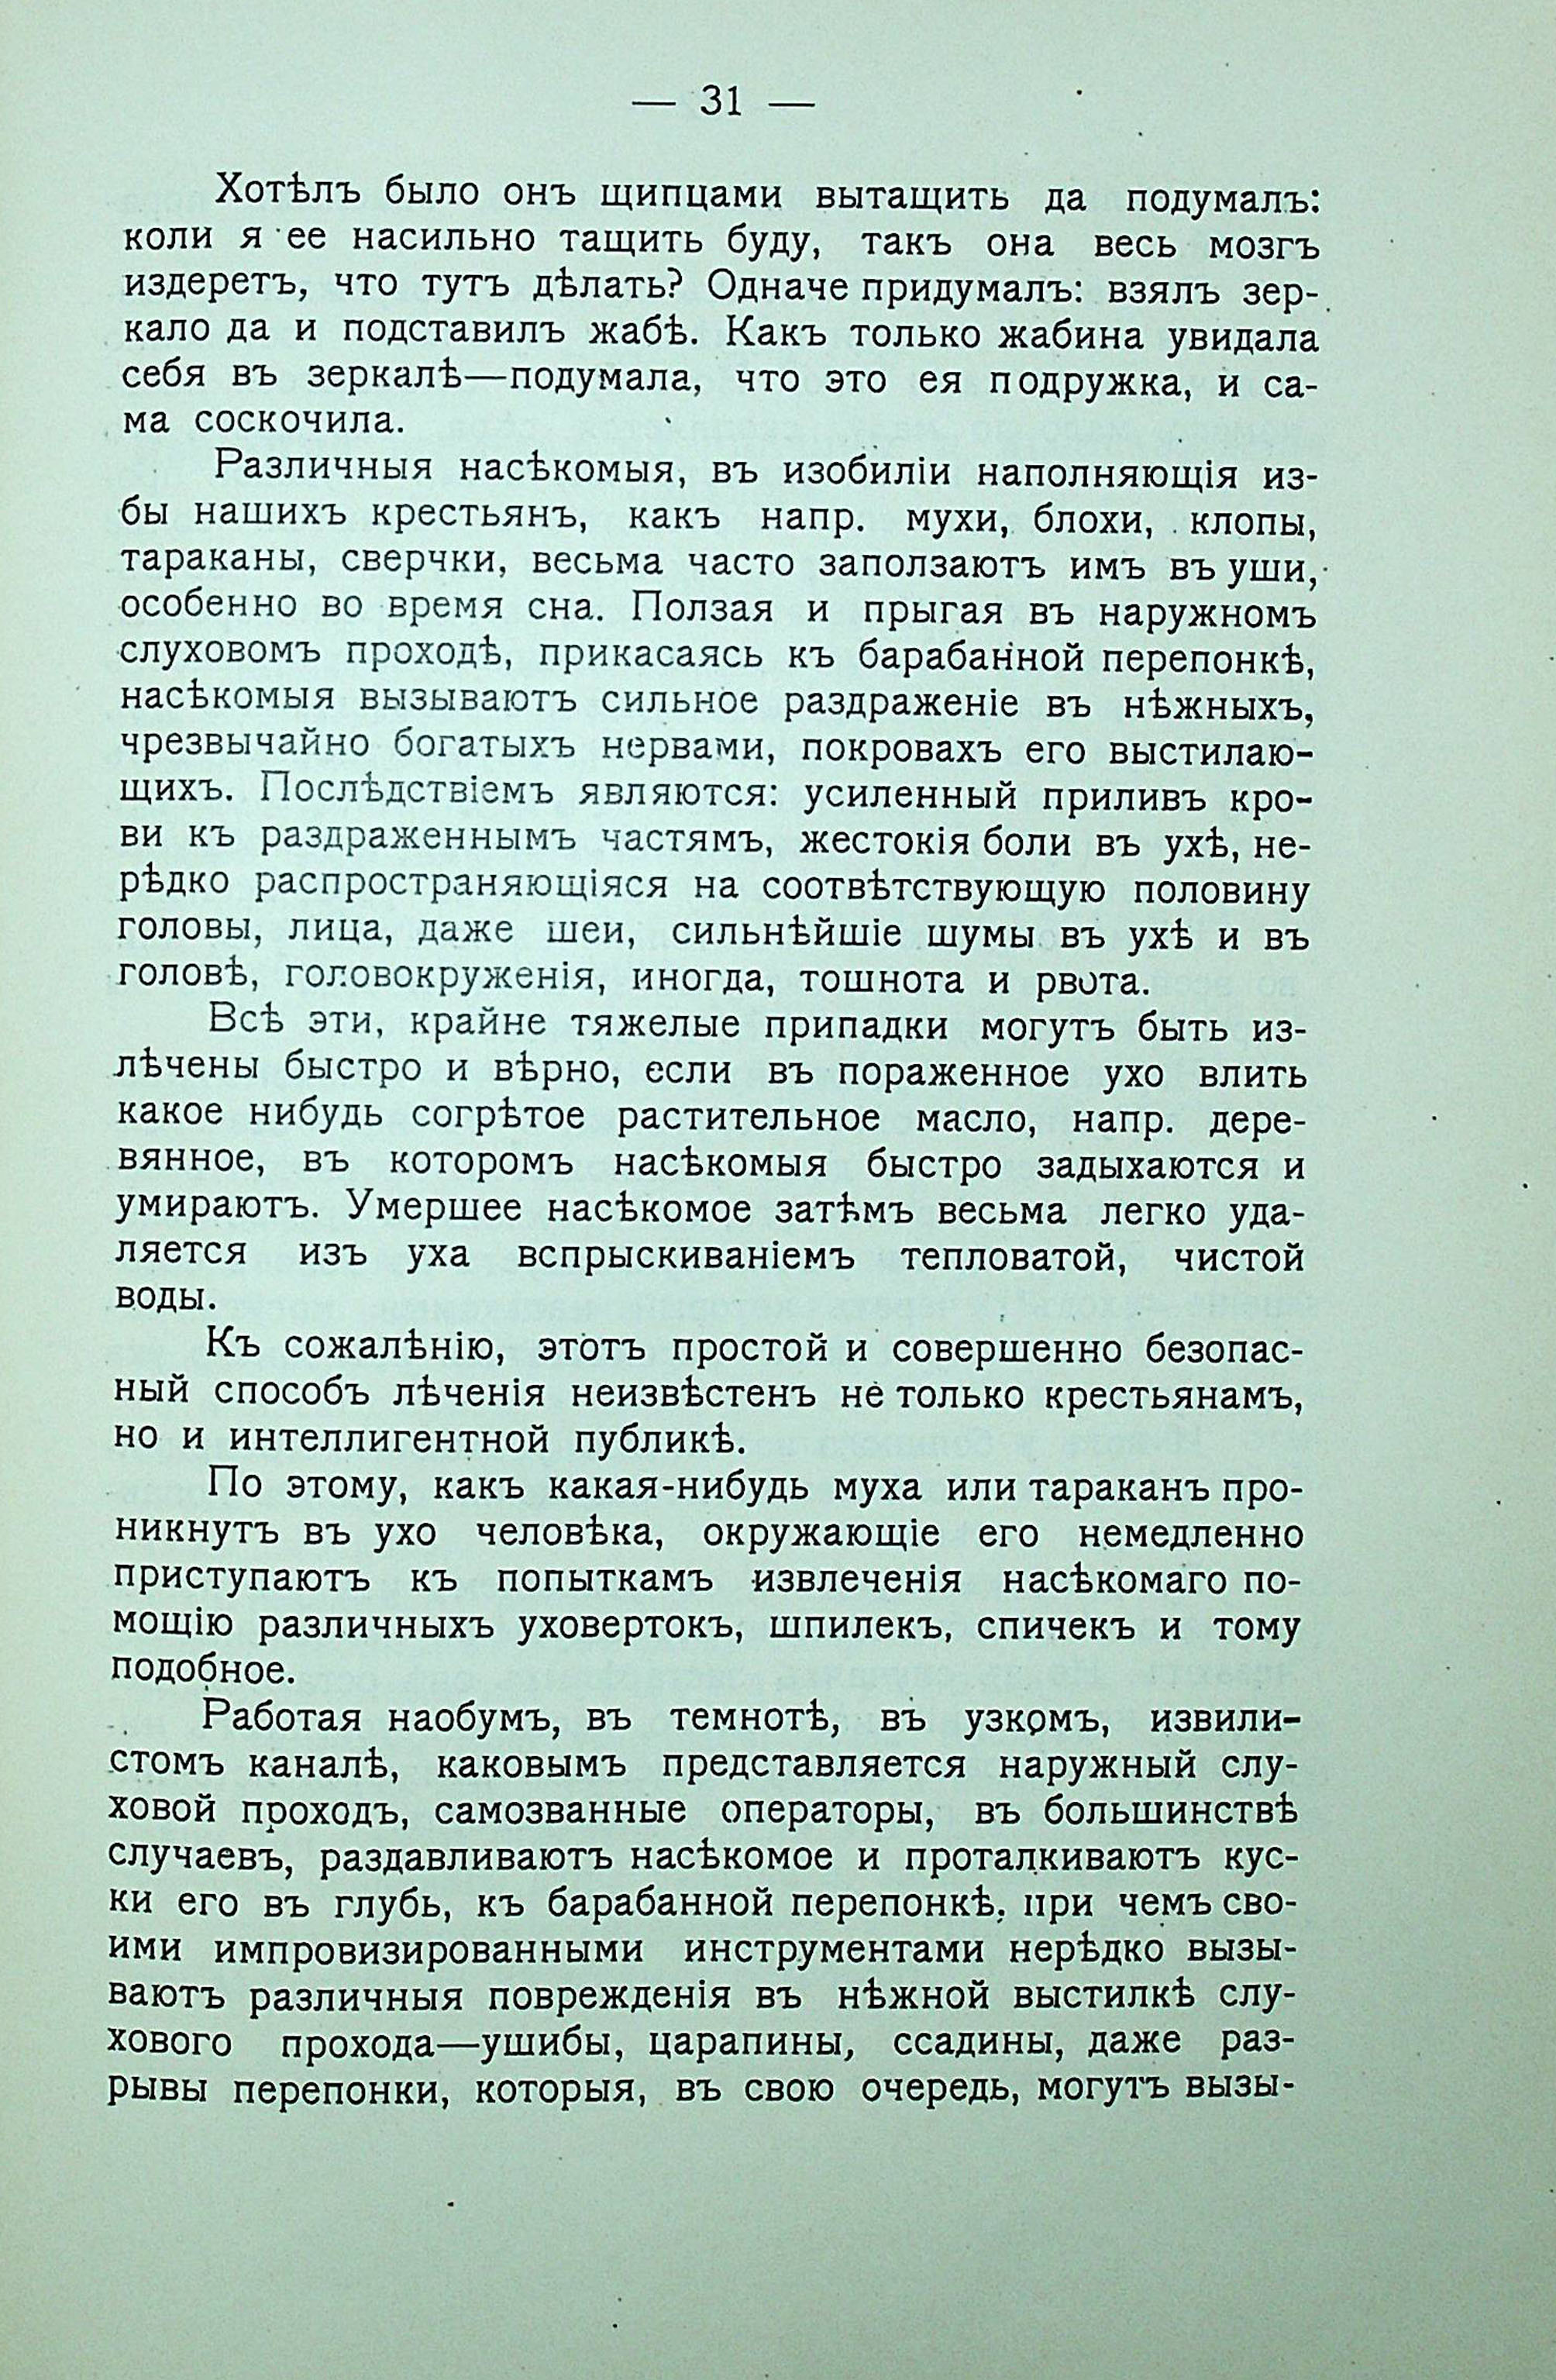 — 31 —
Хотѣлъ было онъ щипцами вытащить да подумалъ:
коли я ее насильно тащить буду, такъ она весь мозгъ
издеретъ, что тутъ дѣлать? Одначе придумалъ: взялъ зер-
кало да и подставилъ жабѣ. Какъ только жабина увидала
себя въ зеркалѣ—подумала, что это ея подружка, и са-
ма соскочила.
Различныя насѣкомыя, въ изобиліи наполняющія из-
бы нашихъ крестьянъ, какъ напр. мухи, блохи, клопы,
тараканы, сверчки, весьма часто заползаютъ имъ въ уши,
особенно во время сна. Ползая и прыгая въ наружномъ
слуховомъ проходѣ, прикасаясь къ барабанной перепонкѣ,
насѣкомыя вызываютъ сильное раздраженіе въ нѣжныхъ,
чрезвычайно богатыхъ нервами, покровахъ его выстилаю-
щихъ. Послѣдствіемъ являются: усиленный приливъ кро-
ви къ раздраженнымъ частямъ, жестокія боли въ ухѣ, не-
рѣдко распространяющіяся на соотвѣтствующую половину
головы, лица, даже шеи, сильнѣйшіе шумы въ ухѣ и въ
головѣ, головокруженія, иногда, тошнота и рвота.
Всѣ эти, крайне тяжелые припадки могутъ быть из-
лѣчены быстро и вѣрно, если въ пораженное ухо влить
какое нибудь согрѣтое растительное масло, напр. дере-
вянное, въ которомъ насѣкомыя быстро задыхаются и
умираютъ. Умершее насѣкомое затѣмъ весьма легко уда-
ляется изъ уха вспрыскиваніемъ тепловатой, чистой
воды.
Къ сожалѣнію, этотъ простой и совершенно безопас-
ный способъ лѣченія неизвѣстенъ не только крестьянамъ,
но и интеллигентной публикѣ.
По этому, какъ какая-нибудь муха или тараканъ про-
никнутъ въ ухо человѣка, окружающіе его немедленно
приступаютъ къ попыткамъ извлеченія насѣкомаго по-
мощію различныхъ уховертокъ, шпилекъ, спичекъ и тому
подобное.
Работая наобумъ, въ темнотѣ, въ узкомъ, извили-
стомъ каналѣ, каковымъ представляется наружный слу-
ховой проходъ, самозванные операторы, въ большинствѣ
случаевъ, раздавливаютъ насѣкомое и проталкиваютъ кус-
ки его въ глубь, къ барабанной перепонкѣ, при чемъ сво-
ими импровизированными инструментами нерѣдко вызы-
ваютъ различныя поврежденія въ нѣжной выстилкѣ слу-
хового прохода—ушибы, царапины, ссадины, даже раз-
рывы перепонки, которыя, въ свою очередь, могутъ вызы-